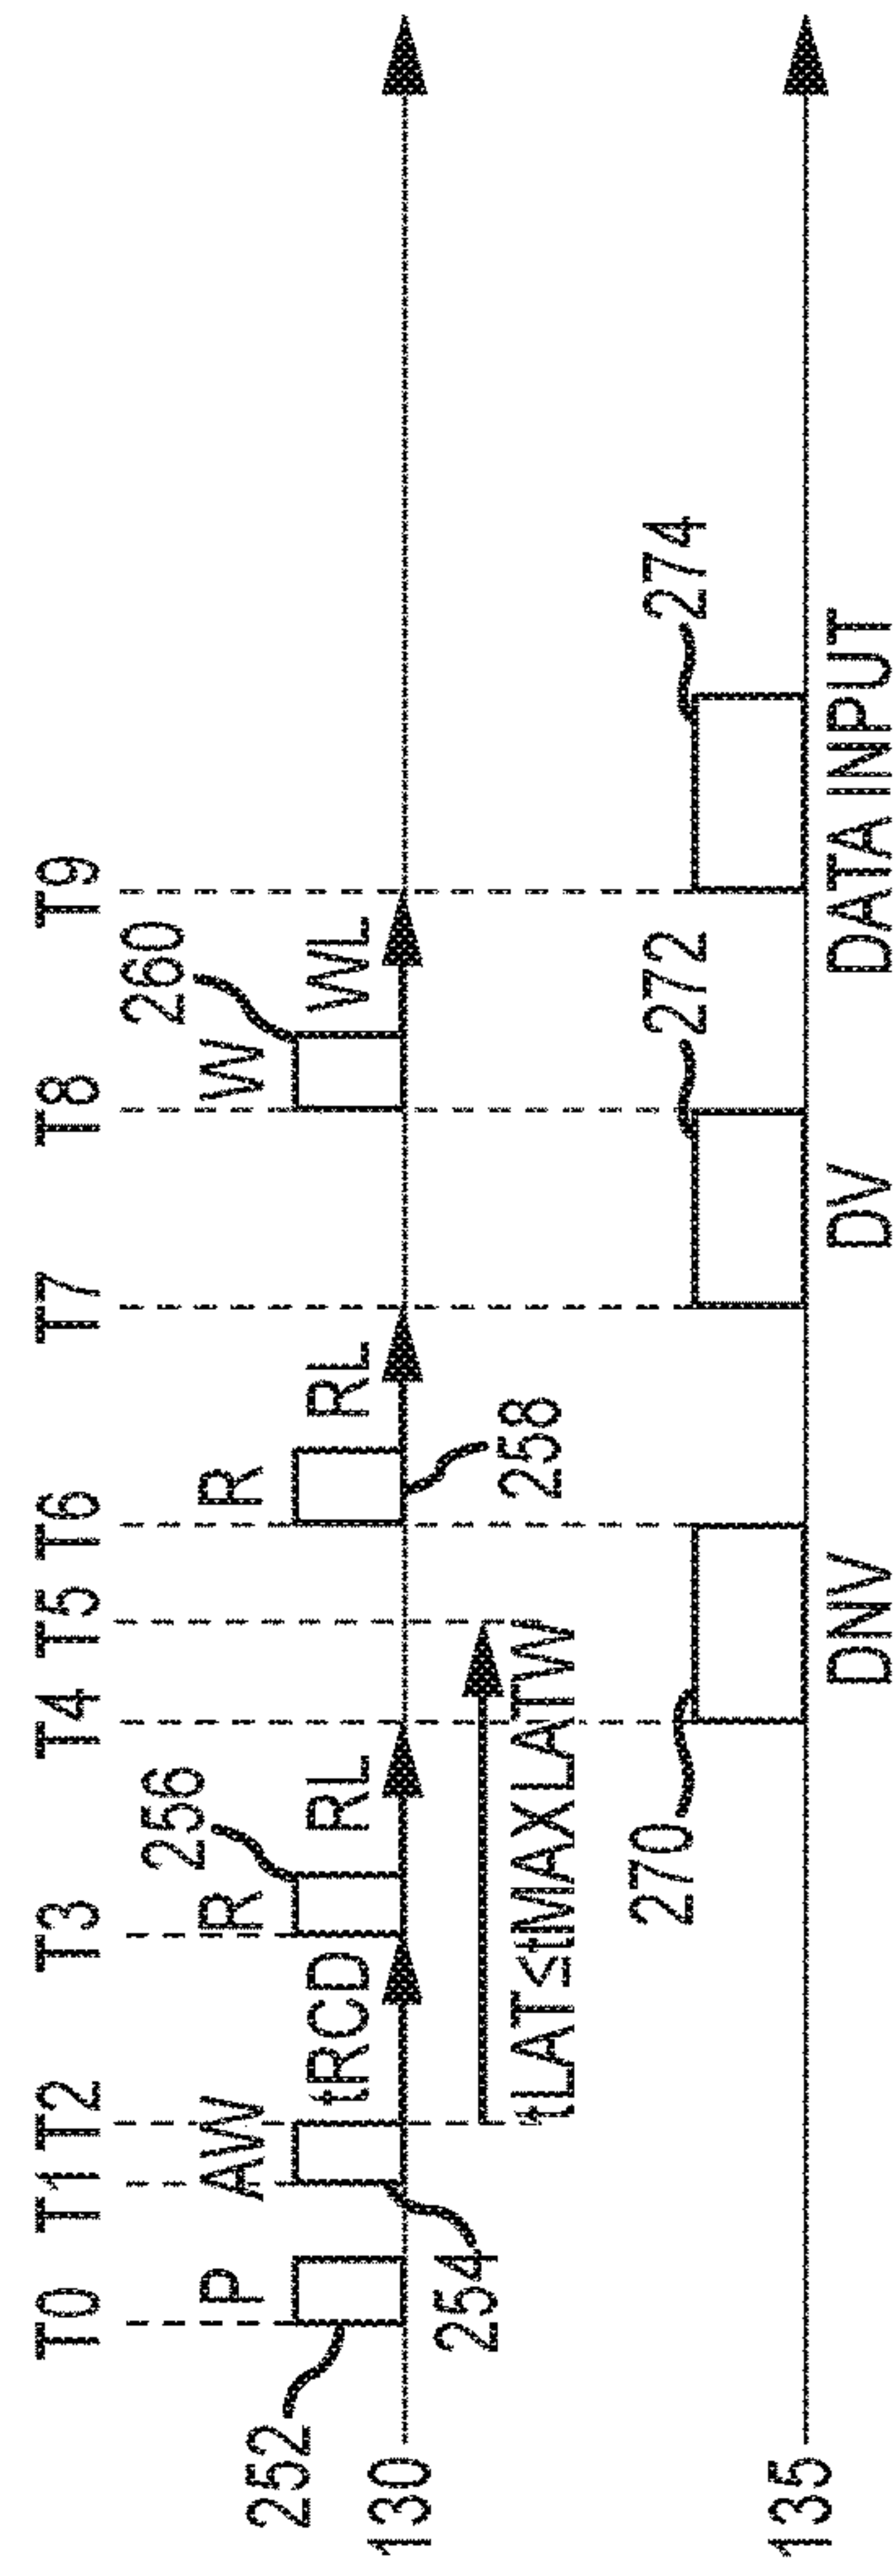 T0 T1 T2 T3 T4 T5 T6 T7 T8 T9
256 260
P AW R R W
252 tRCD RL RL WL
130
254 258
tLAT≤tMAXLATW
270 272 274
135
DNV DV DATA INPUT